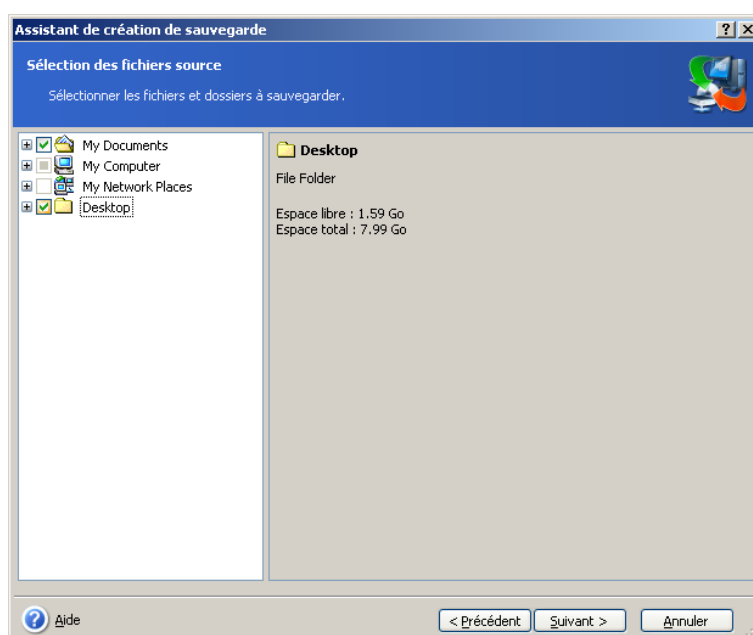 Assistant de création de sauvegarde
Sélection des fichiers source
Sélectionner les fichiers et dossiers à sauvegarder.
My Documents
My Computer
My Network Places
Desktop
Desktop
File Folder
Espace libre : 1.59 Go
Espace total : 7.99 Go
Aide
< Précédent
Suivant >
Annuler